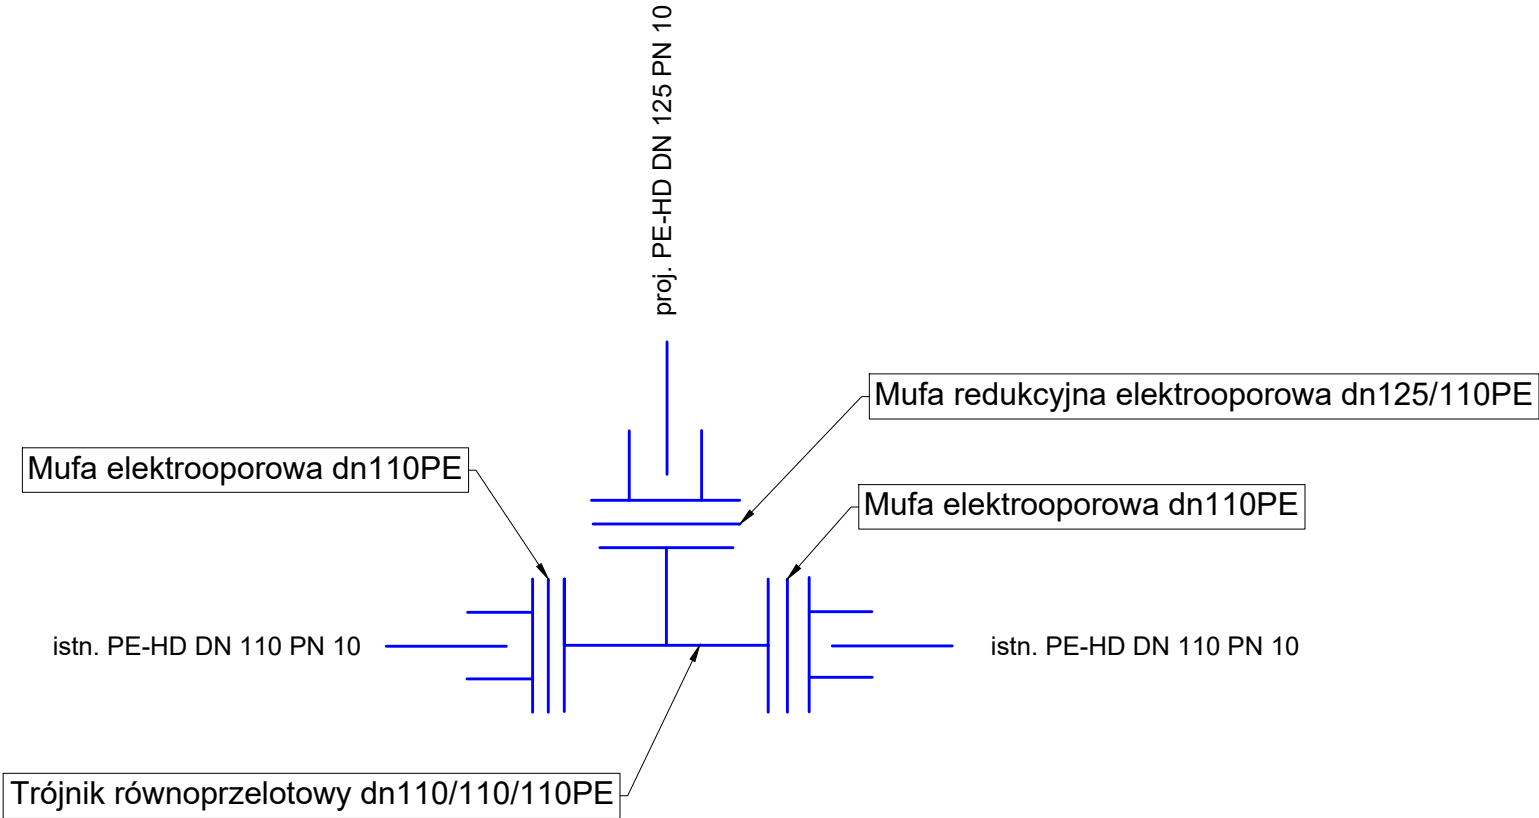 proj. PE-HD DN 125 PN 10
Mufa redukcyjna elektrooporowa dn125/110PE
Mufa elektrooporowa dn110PE
Mufa elektrooporowa dn110PE
istn. PE-HD DN 110 PN 10
istn. PE-HD DN 110 PN 10
Trójnik równoprzelotowy dn110/110/110PE